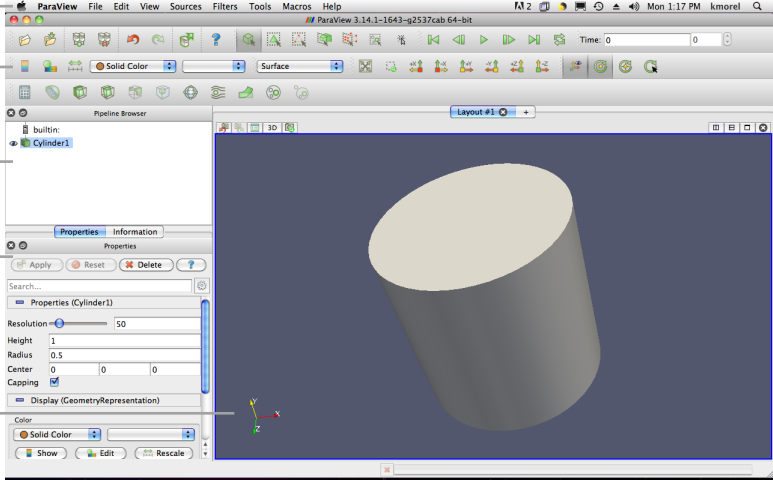 ParaView File Edit View Sources Filters Tools Macros Help 2 Mon 1:17 PM kmorel
ParaView 3.14.1-1643-g2537cab 64-bit
? Time: 0 0
Solid Color Surface +X -X +Y -Y +Z -Z
Pipeline Browser Layout #1 +
builtin: 3D
Cylinder1
Properties Information
Properties
Apply Reset Delete ?
Search...
Properties (Cylinder1)
Resolution 50
Height 1
Radius 0.5
Center 0 0 0
Capping
Display (GeometryRepresentation)
Y
X
Z
Color
Solid Color
Show Edit Rescale